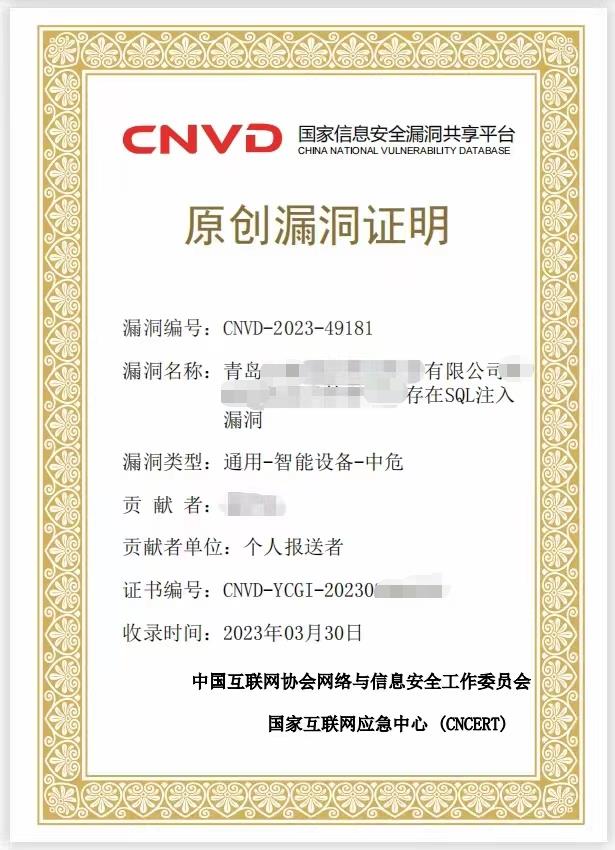 CNVD 国家信息安全漏洞共享平台
CHINA NATIONAL VULNERABILITY DATABASE
原创漏洞证明
漏洞编号：CNVD-2023-49181
漏洞名称：青岛 有限公司
存在SQL注入
漏洞
漏洞类型：通用-智能设备-中危
贡 献 者：
贡献者单位：个人报送者
证书编号：CNVD-YCGI-20230
收录时间：2023年03月30日
中国互联网协会网络与信息安全工作委员会
国家互联网应急中心 (CNCERT)